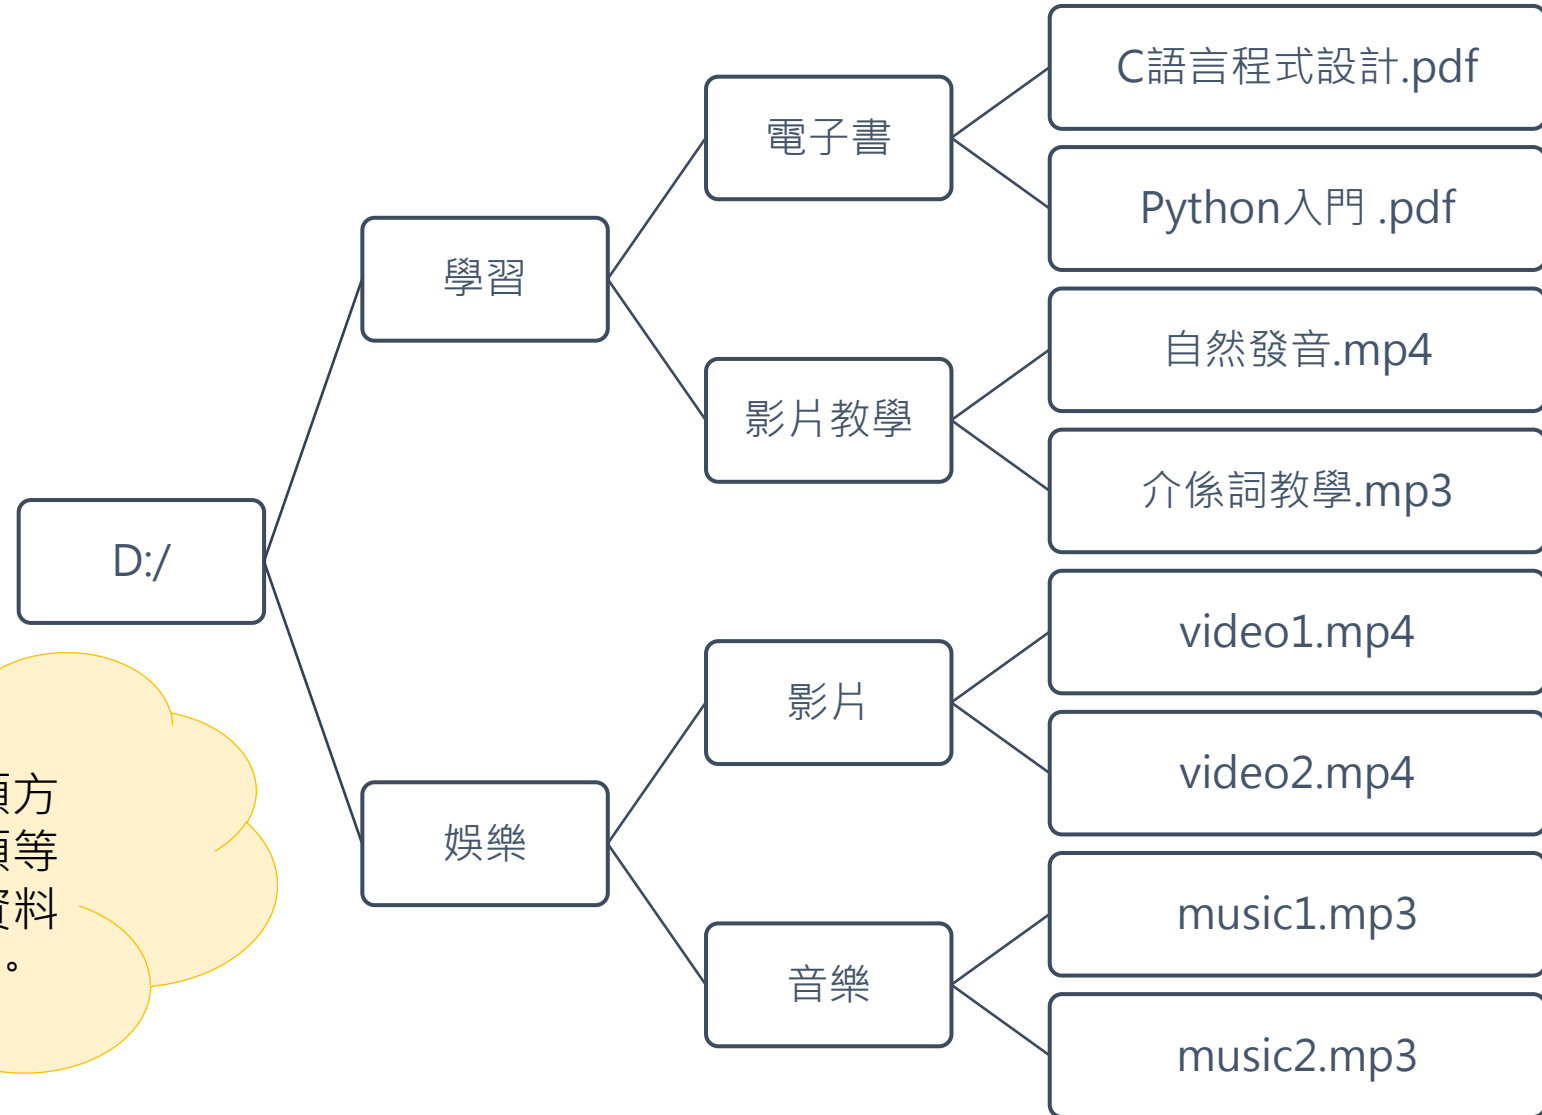 D:/
學習
電子書
C語言程式設計.pdf
Python入門 .pdf
影片教學
自然發音.mp4
介係詞教學.mp3
娛樂
影片
video1.mp4
video2.mp4
音樂
music1.mp3
music2.mp3
方
等
料
。